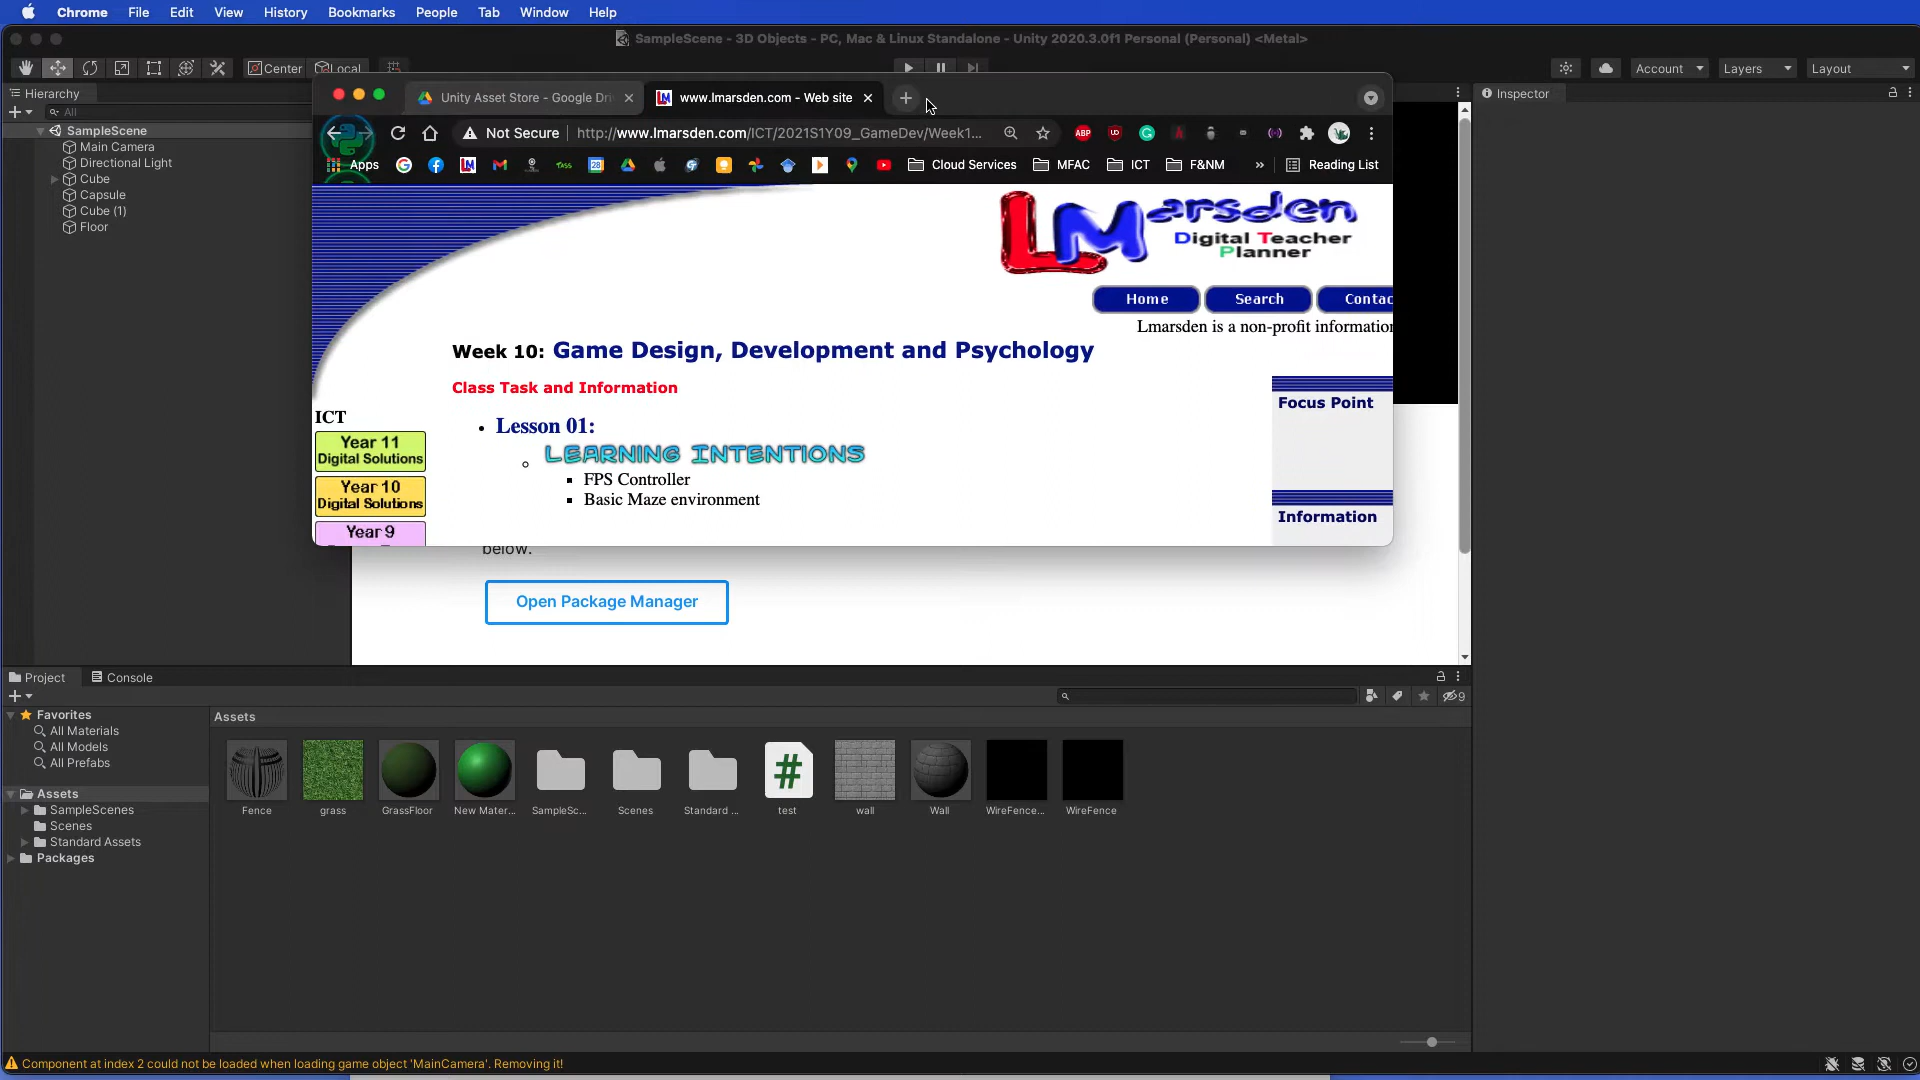 Chrome File Edit View History Bookmarks People Tab Window Help
SampleScene - 3D Objects - PC, Mac & Linux Standalone - Unity 2020.3.0f1 Personal (Personal) <Metal>
Center Local Account Layers Layout
Hierarchy
All
SampleScene
Main Camera
Directional Light
Cube
Capsule
Cube (1)
Floor
Unity Asset Store - Google Dri
www.lmarsden.com - Web site
Not Secure http://www.lmarsden.com/ICT/2021S1Y09_GameDev/Week1...
Apps Cloud Services MFAC ICT F&NM » Reading List
LMarsden
Digital Teacher
Planner
Home Search Contac
Lmarsden is a non-profit information
Week 10: Game Design, Development and Psychology
Class Task and Information
Lesson 01:
LEARNING INTENTIONS
FPS Controller
Basic Maze environment
ICT
Year 11
Digital Solutions
Year 10
Digital Solutions
Year 9
Focus Point
Information
below.
Open Package Manager
Inspector
Project Console
9
Favorites
All Materials
All Models
All Prefabs
Assets
SampleScenes
Scenes
Standard Assets
Packages
Assets
Fence grass GrassFloor New Mater... SampleSc... Scenes Standard ... test wall Wall WireFence... WireFence
Component at index 2 could not be loaded when loading game object 'MainCamera'. Removing it!